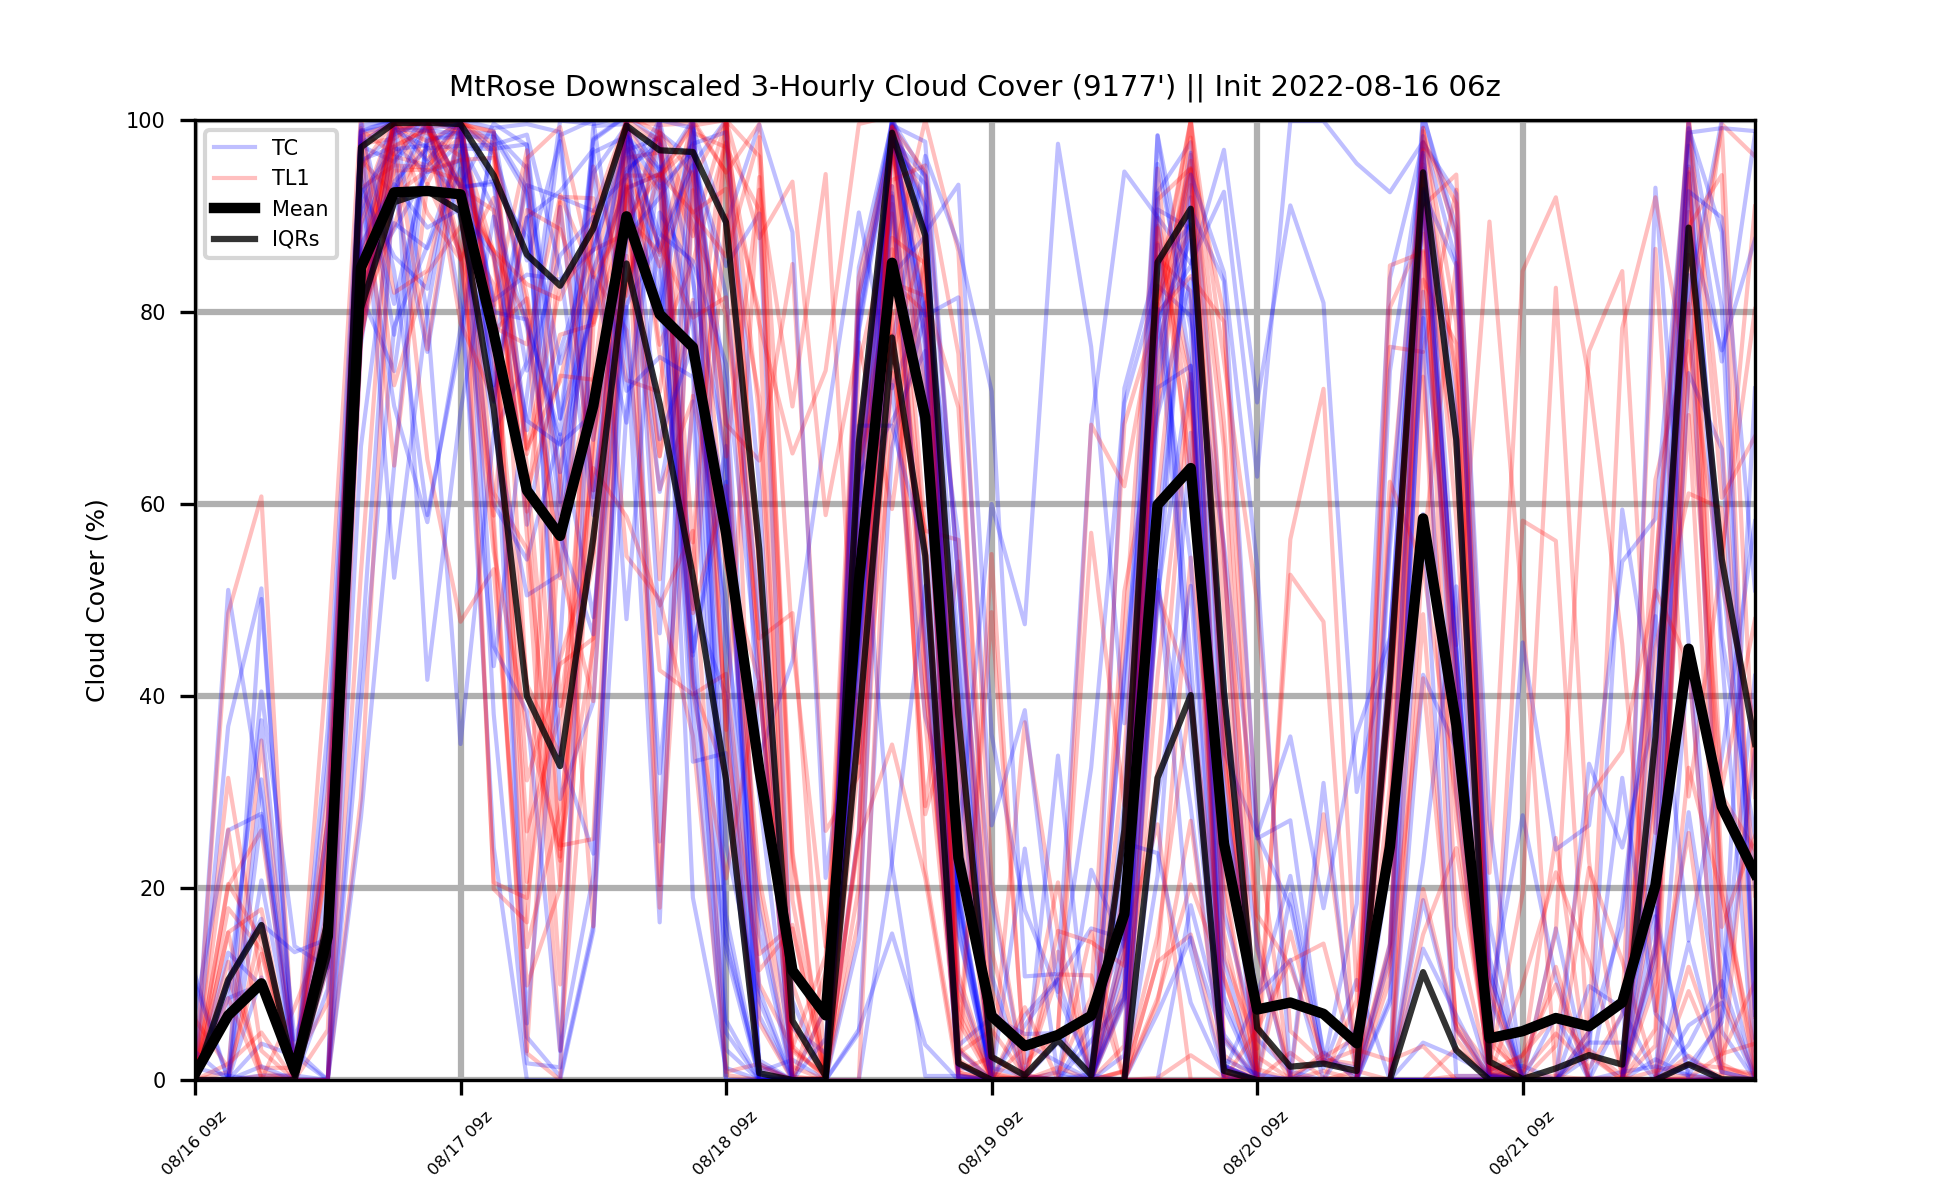 MtRose Downscaled 3-Hourly Cloud Cover (9177') || Init 2022-08-16 06z
TC
TL1
Mean
IQRs
Cloud Cover (%)
100
80
60
40
20
0
08/16 09z
08/17 09z
08/18 09z
08/19 09z
08/20 09z
08/21 09z